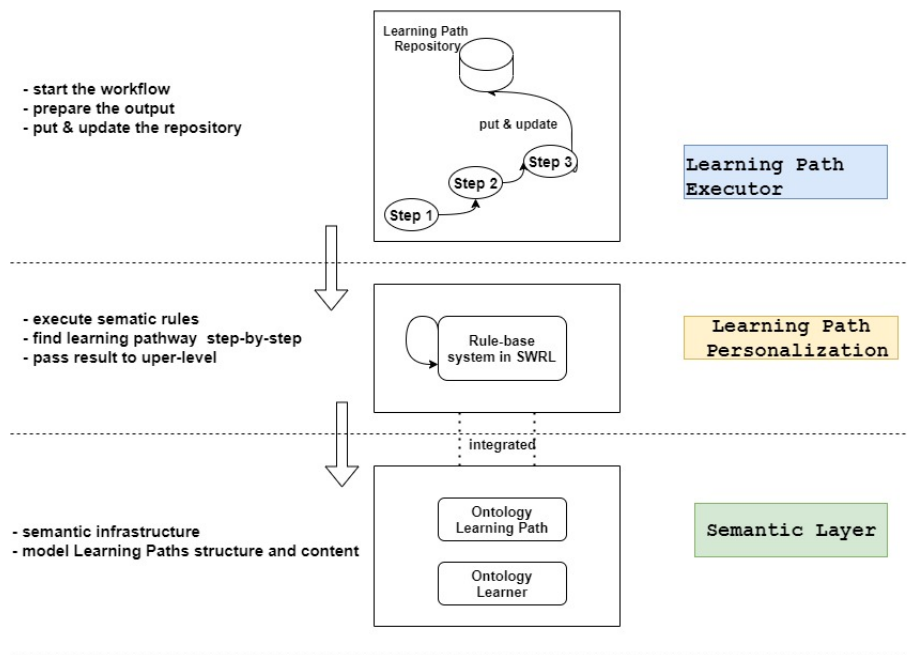 Learning Path
Repository
- start the workflow
- prepare the output
- put & update the repository
put & update
Step 3
Step 2
Step 1
Learning Path
Executor
- execute sematic rules
- find learning pathway step-by-step
- pass result to uper-level
Rule-base
system in SWRL
Learning Path
Personalization
integrated
- semantic infrastructure
- model Learning Paths structure and content
Ontology
Learning Path
Ontology
Learner
Semantic Layer